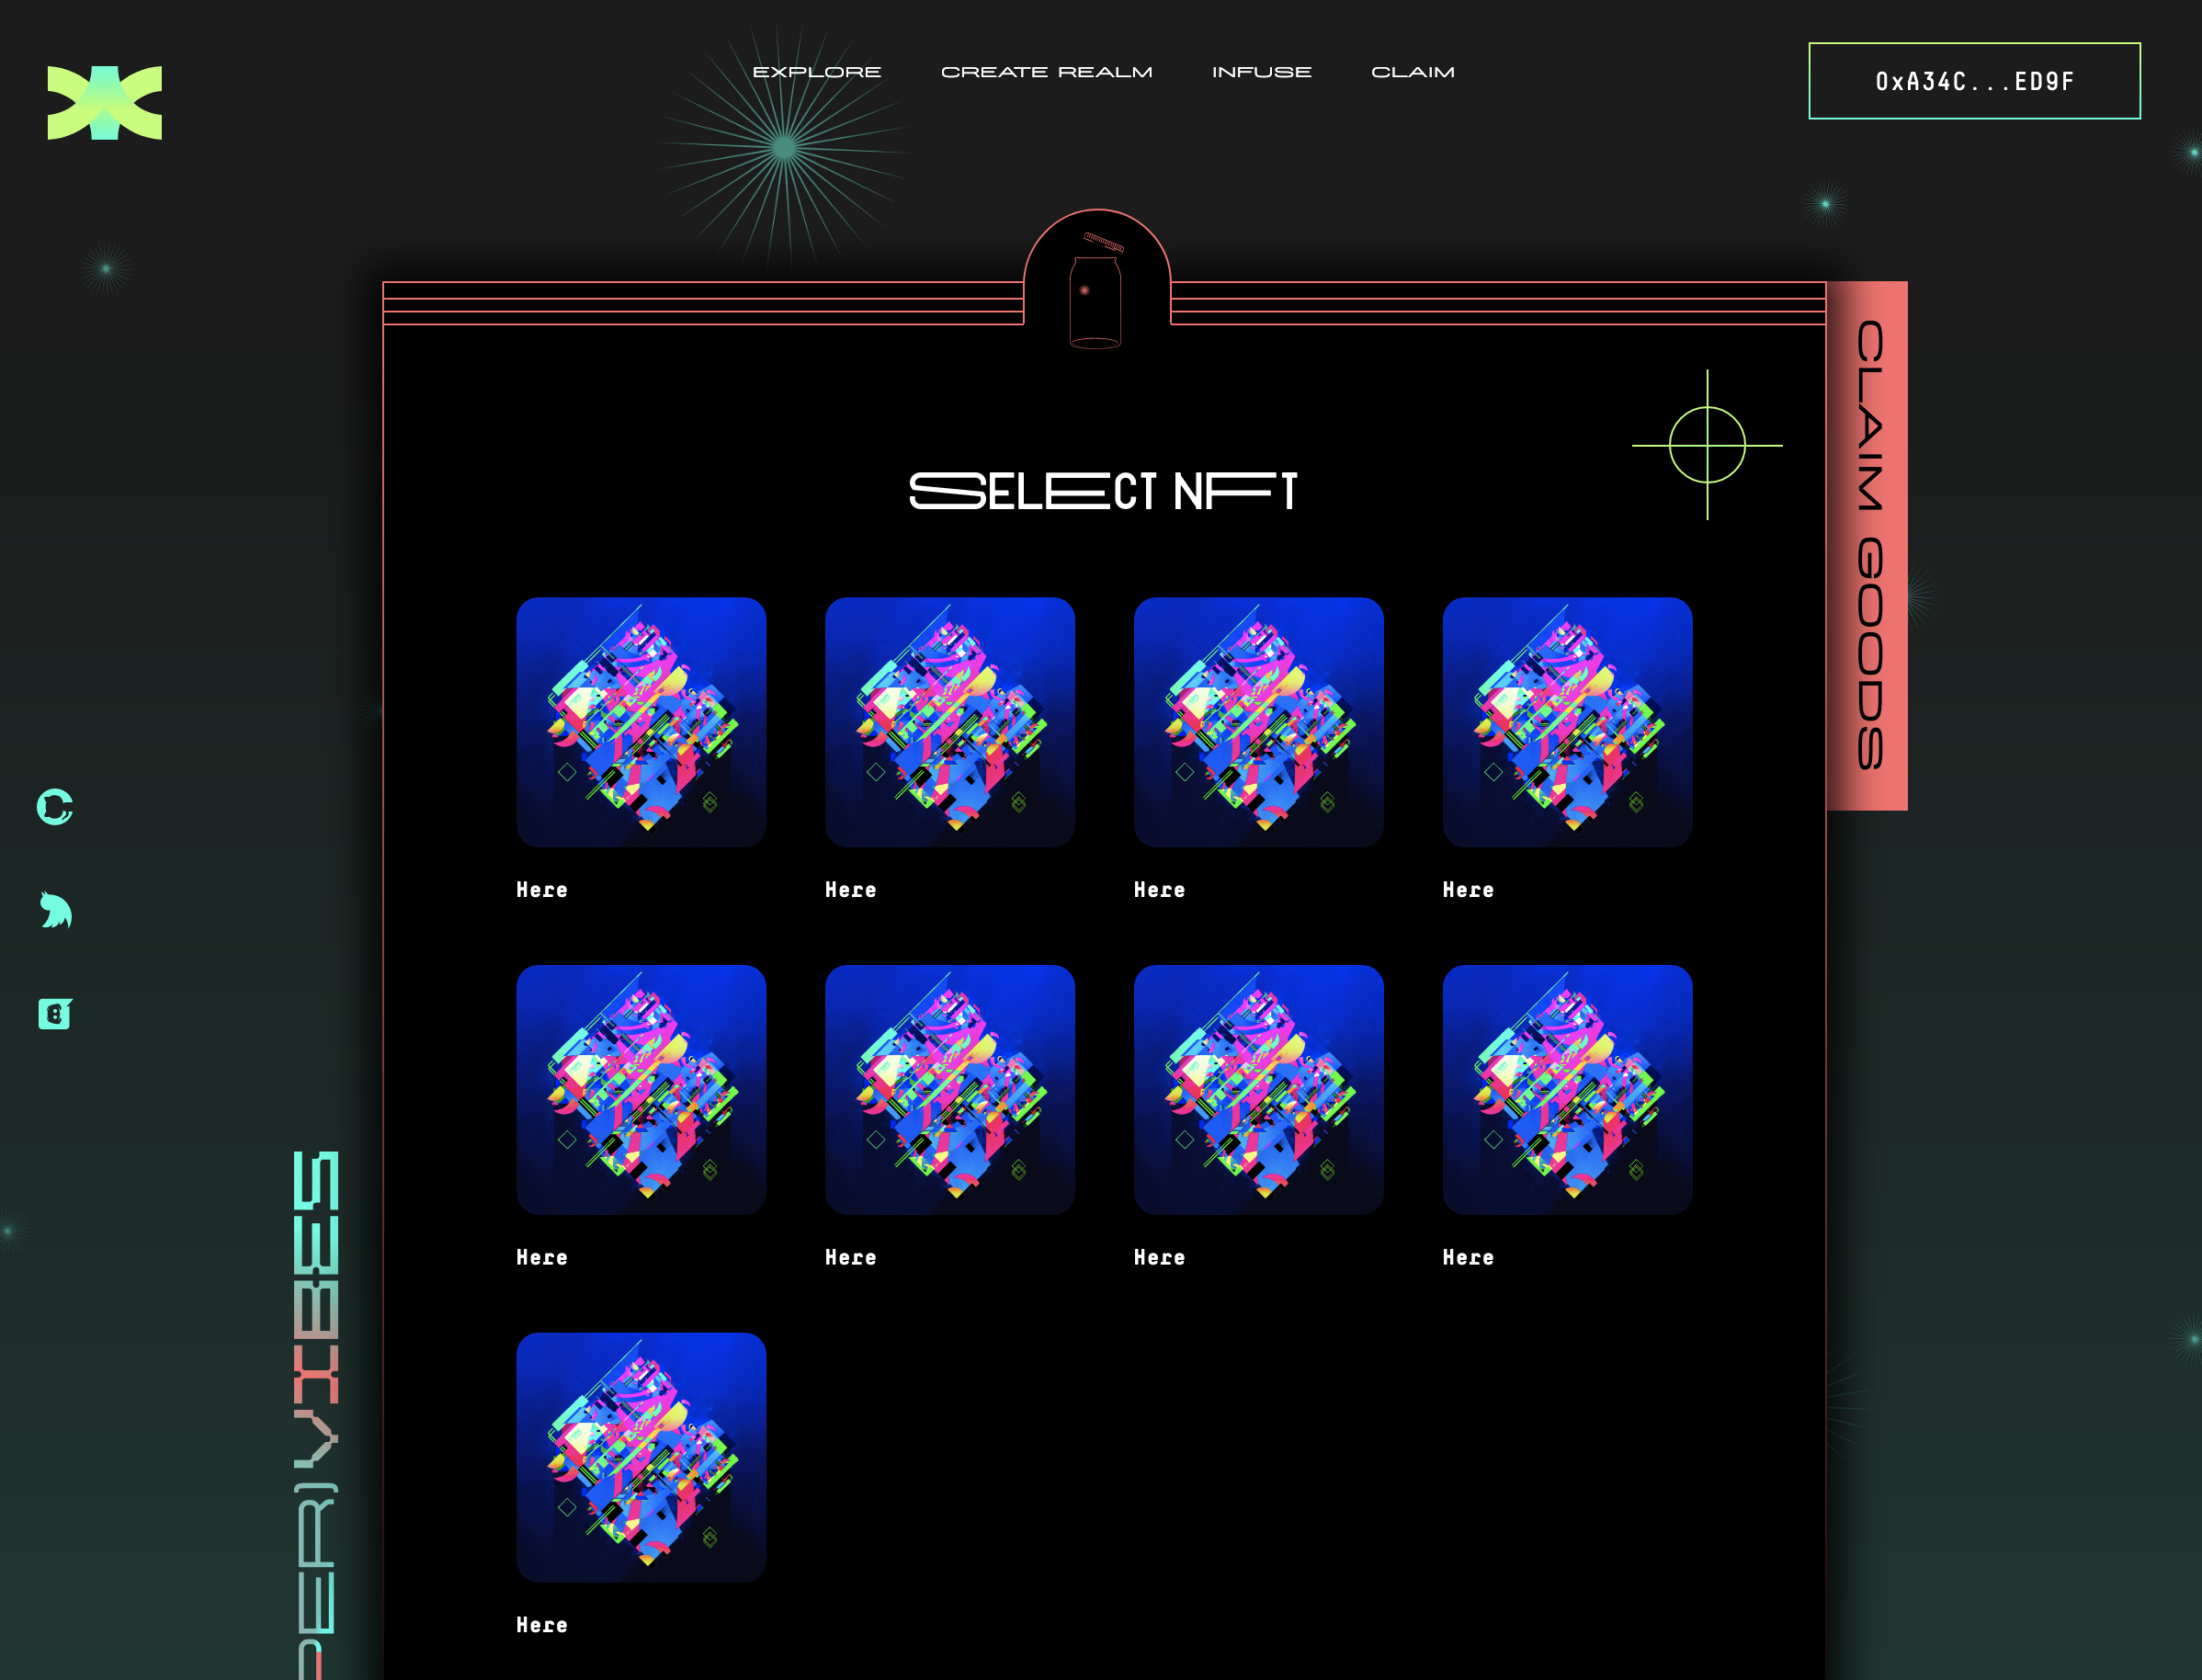 EXPLORE CREATE REALM INFUSE CLAIM
0xA34C...ED9F
CLAIM GOODS
SELECT NFT
Here Here Here Here
Here Here Here Here
Here
PER) VIBES